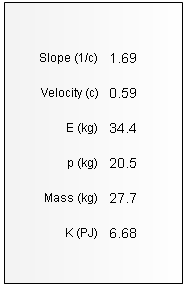 Slope (1/c) 1.69
Velocity (c) 0.59
E (kg) 34.4
p (kg) 20.5
Mass (kg) 27.7
K (PJ) 6.68